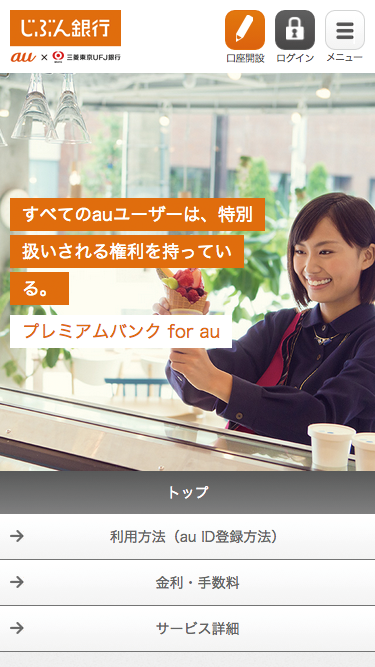 じぶん銀行
au × 三菱東京UFJ銀行
口座開設
ログイン
メニュー
すべてのauユーザーは、特別
扱いされる権利を持ってい
る。
プレミアムバンク for au
トップ
利用方法（au ID登録方法）
金利・手数料
サービス詳細